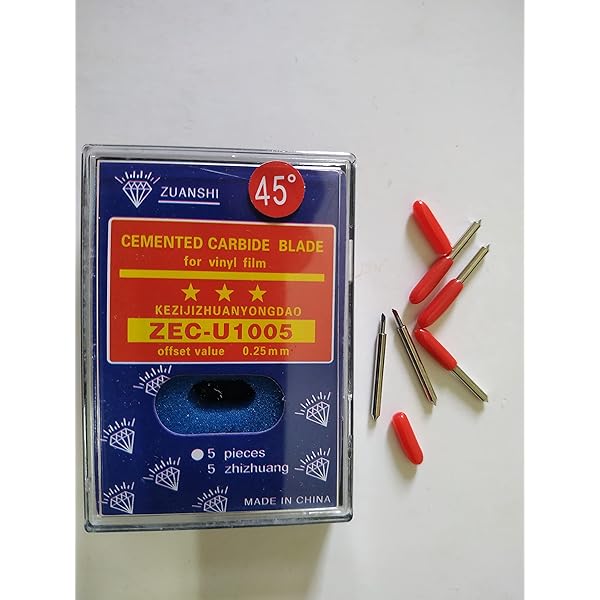 ZUANSHI
45°
CEMENTED CARBIDE BLADE
for vinyl film
KEZIJIZHUANYONGDAO
ZEC-U1005
offset value 0.25mm
5 pieces
5 zhizhuang
MADE IN CHINA